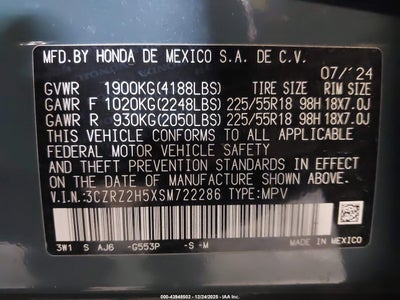 MFD.BY HONDA DE MEXICO S.A. DE C.V.
07/'24
GVWR 1900KG(4188LBS) TIRE SIZE RIM SIZE
GAWR F 1020KG(2248LBS) 225/55R18 98H 18X7.0J
GAWR R 930KG(2050LBS) 225/55R18 98H 18X7.0J
THIS VEHICLE CONFORMS TO ALL APPLICABLE
FEDERAL MOTOR VEHICLE SAFETY, BUMPER, AND
THEFT PREVENTION STANDARDS IN EFFECT ON
THE DATE OF MANUFACTURE SHOWN ABOVE.
V.I.N:3CZRZ2H5XSM722286 TYPE:MPV
3W1 S AJ6 -G553P -S -M
MADE IN MEXICO
000-43948502 - 12/24/2025 - IAA Inc.